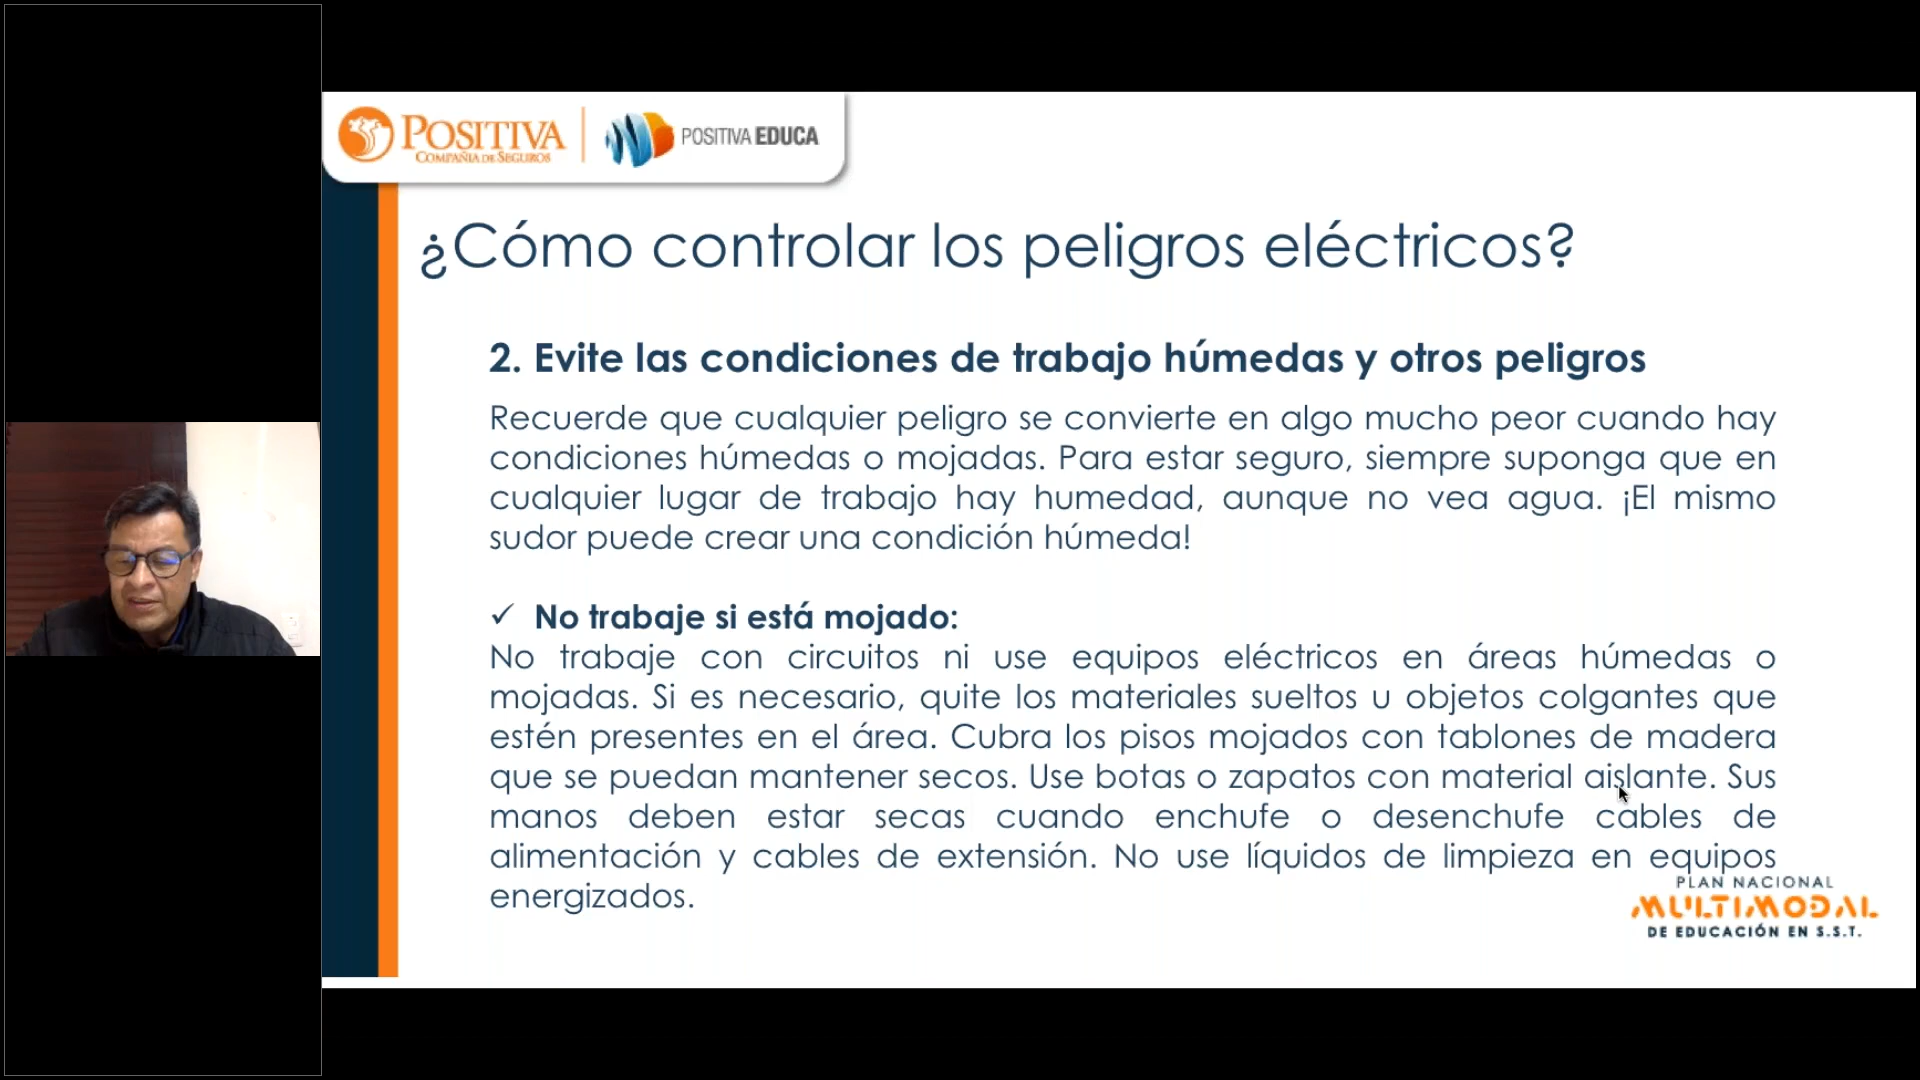 POSITIVA
COMPAÑIA DE SEGUROS
POSITIVA EDUCA
¿Cómo controlar los peligros eléctricos?
2. Evite las condiciones de trabajo húmedas y otros peligros
Recuerde que cualquier peligro se convierte en algo mucho peor cuando hay
condiciones húmedas o mojadas. Para estar seguro, siempre suponga que en
cualquier lugar de trabajo hay humedad, aunque no vea agua. ¡El mismo
sudor puede crear una condición húmeda!
✓ No trabaje si está mojado:
No trabaje con circuitos ni use equipos eléctricos en áreas húmedas o
mojadas. Si es necesario, quite los materiales sueltos u objetos colgantes que
estén presentes en el área. Cubra los pisos mojados con tablones de madera
que se puedan mantener secos. Use botas o zapatos con material aislante. Sus
manos deben estar secas cuando enchufe o desenchufe cables de
alimentación y cables de extensión. No use líquidos de limpieza en equipos
energizados.
PLAN NACIONAL
MULTIMODAL
DE EDUCACIÓN EN S.S.T.